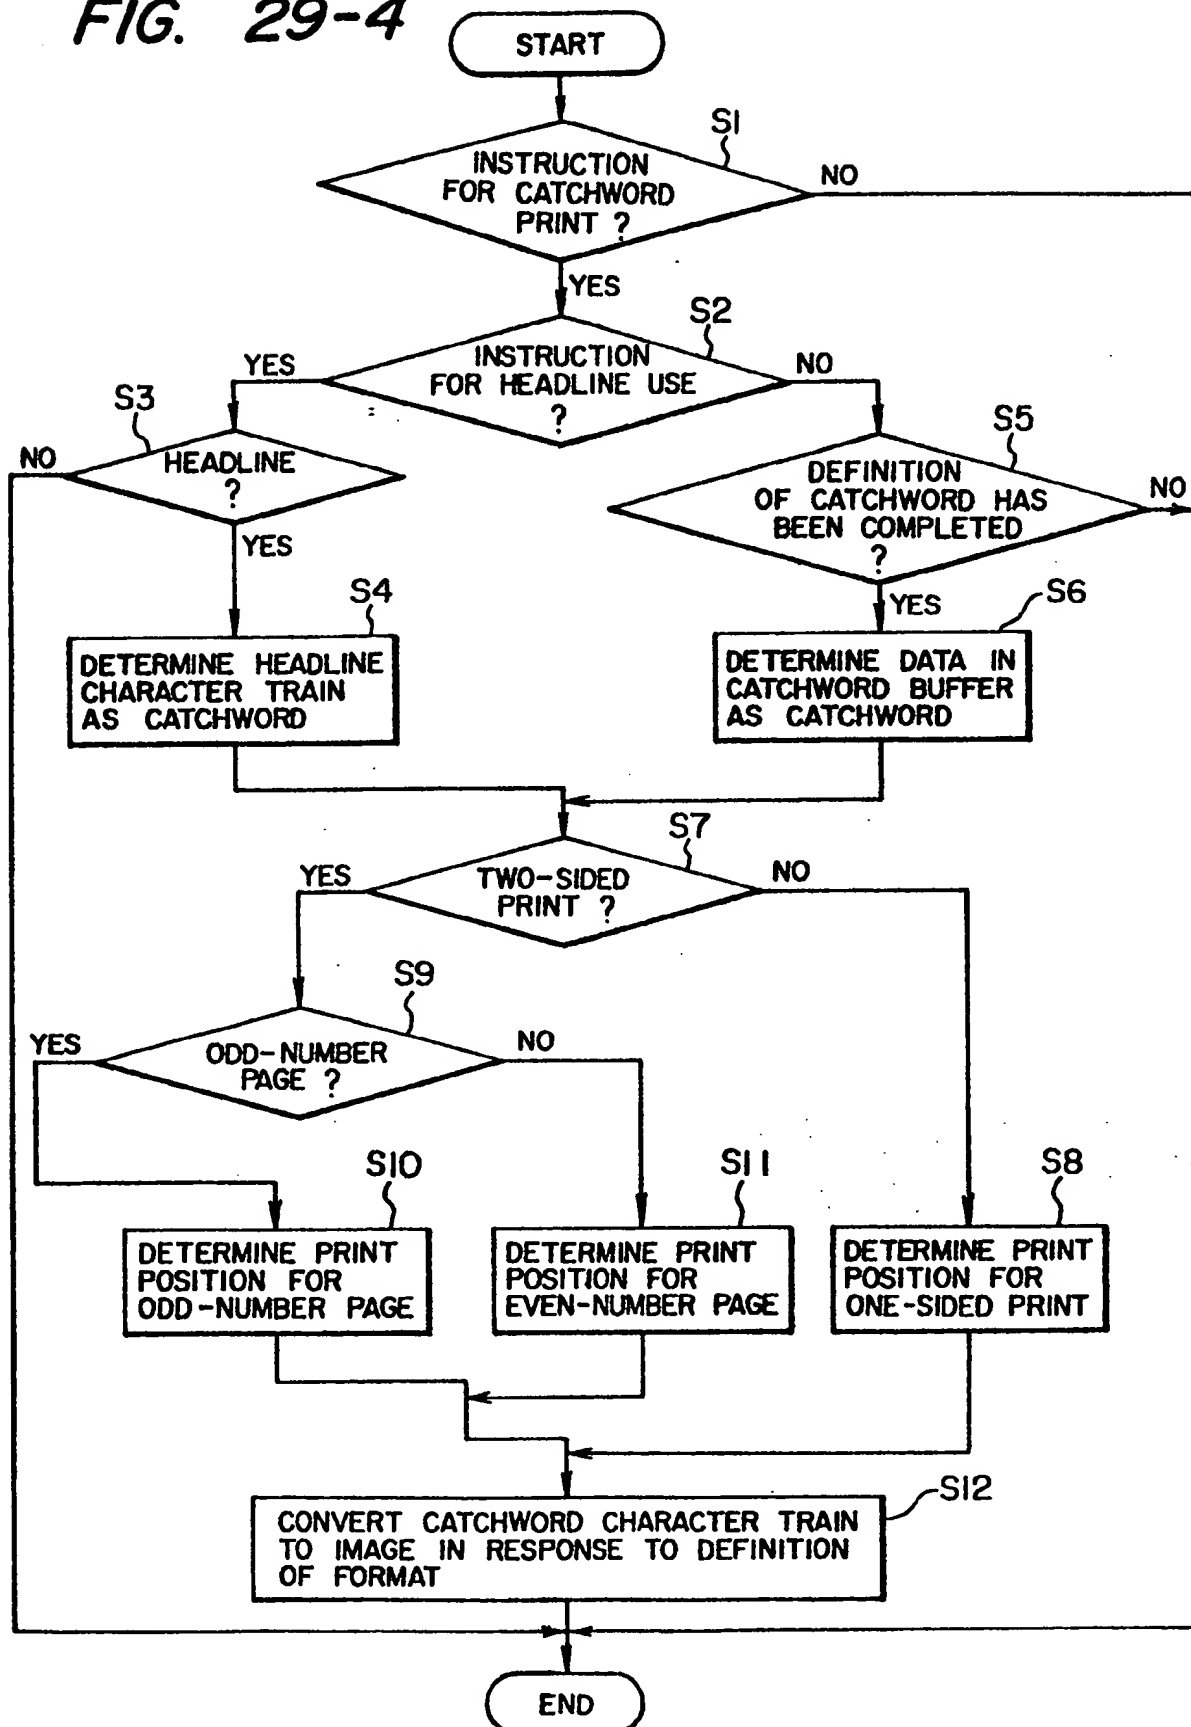 FIG. 29-4
START
S1
INSTRUCTION
FOR CATCHWORD
PRINT ?
NO
YES
S2
INSTRUCTION
FOR HEADLINE USE
?
YES
NO
S3
HEADLINE
?
NO
YES
S5
DEFINITION
OF CATCHWORD HAS
BEEN COMPLETED
?
NO
YES
S4
DETERMINE HEADLINE
CHARACTER TRAIN
AS CATCHWORD
S6
DETERMINE DATA IN
CATCHWORD BUFFER
AS CATCHWORD
S7
TWO-SIDED
PRINT ?
YES
NO
S9
ODD-NUMBER
PAGE ?
YES
NO
S10
DETERMINE PRINT
POSITION FOR
ODD-NUMBER PAGE
S11
DETERMINE PRINT
POSITION FOR
EVEN-NUMBER PAGE
S8
DETERMINE PRINT
POSITION FOR
ONE-SIDED PRINT
S12
CONVERT CATCHWORD CHARACTER TRAIN
TO IMAGE IN RESPONSE TO DEFINITION
OF FORMAT
END